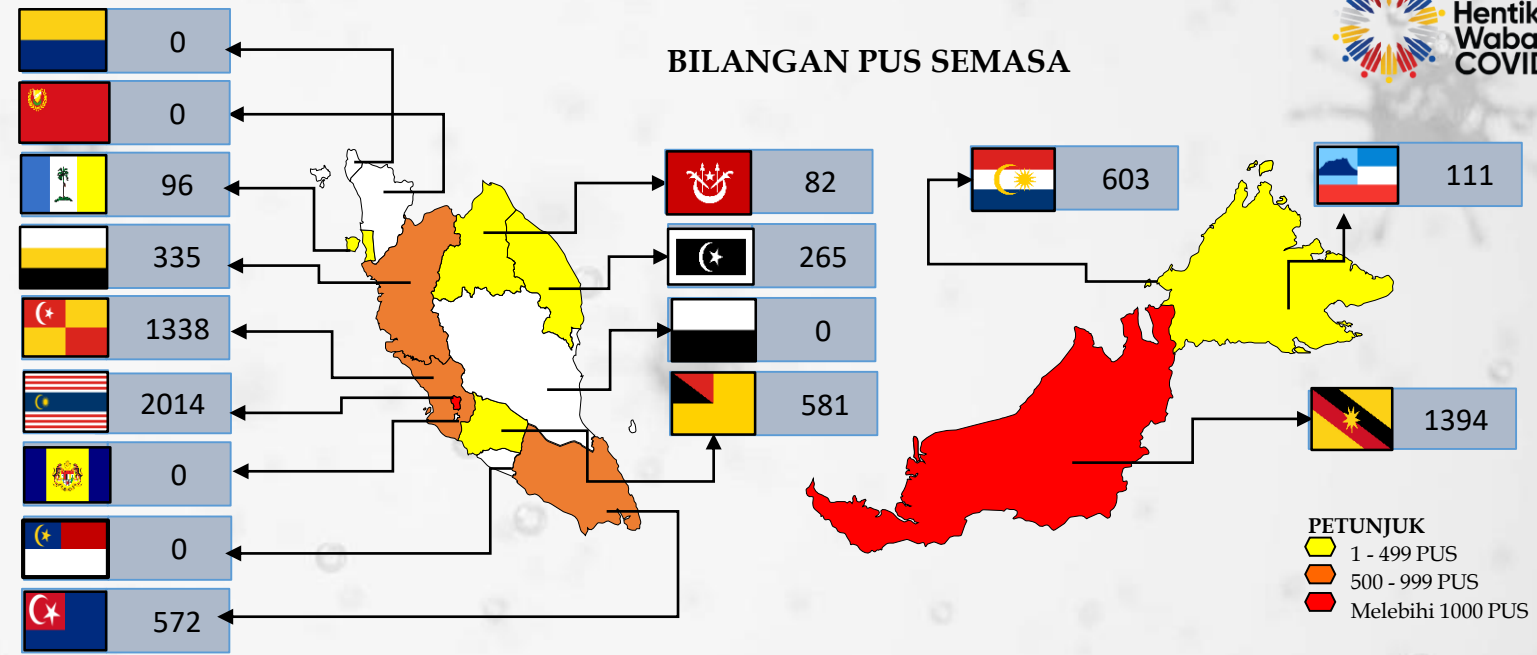 BILANGAN PUS SEMASA
Hentik
Waba
COVID
0
0
96
335
1338
2014
0
0
572
82
265
0
581
603
111
1394
PETUNJUK
1 - 499 PUS
500 - 999 PUS
Melebihi 1000 PUS